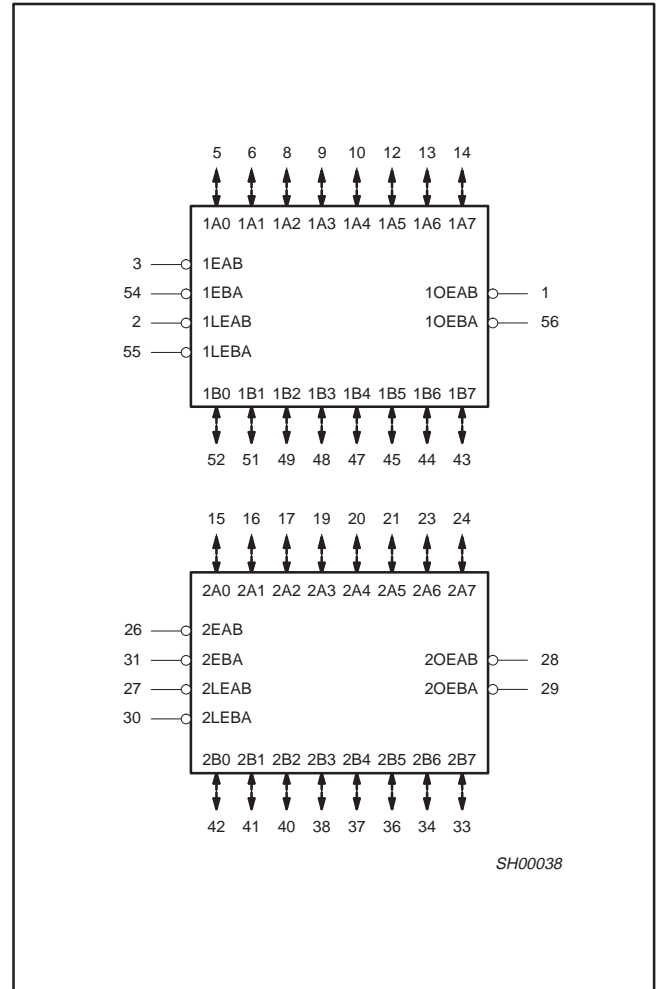 5 6 8 9 10 12 13 14
1A0 1A1 1A2 1A3 1A4 1A5 1A6 1A7
3 1EAB
54 1EBA 1OEAB 1
2 1LEAB 1OEBA 56
55 1LEBA
1B0 1B1 1B2 1B3 1B4 1B5 1B6 1B7
52 51 49 48 47 45 44 43
15 16 17 19 20 21 23 24
2A0 2A1 2A2 2A3 2A4 2A5 2A6 2A7
26 2EAB
31 2EBA 2OEAB 28
27 2LEAB 2OEBA 29
30 2LEBA
2B0 2B1 2B2 2B3 2B4 2B5 2B6 2B7
42 41 40 38 37 36 34 33
SH00038